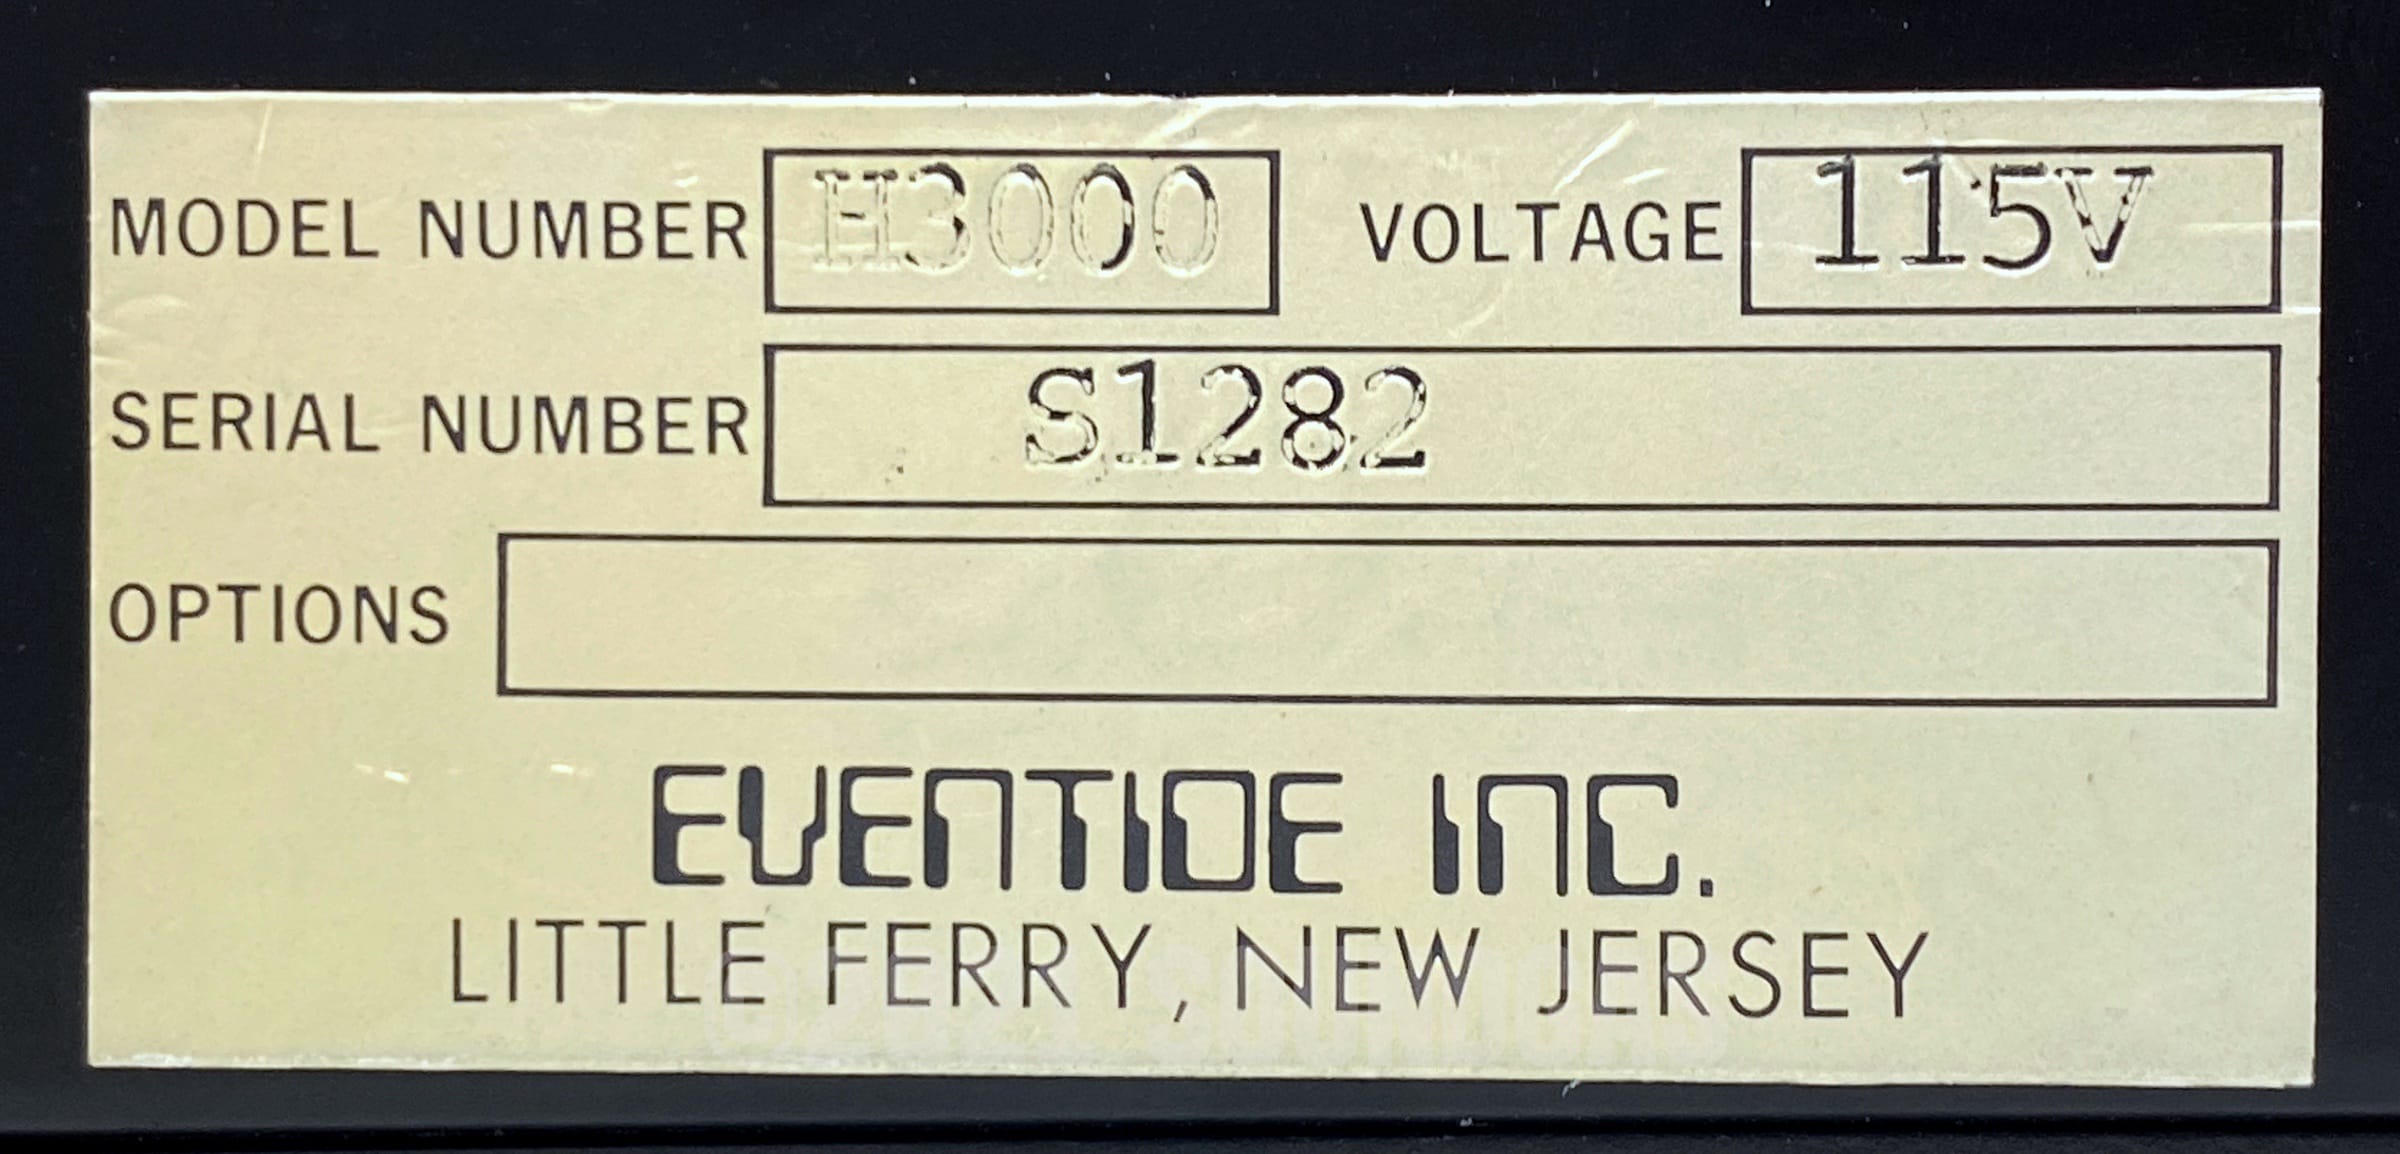 MODEL NUMBER H3000 VOLTAGE 115V
SERIAL NUMBER S1282
OPTIONS
EVENTIDE INC.
LITTLE FERRY, NEW JERSEY